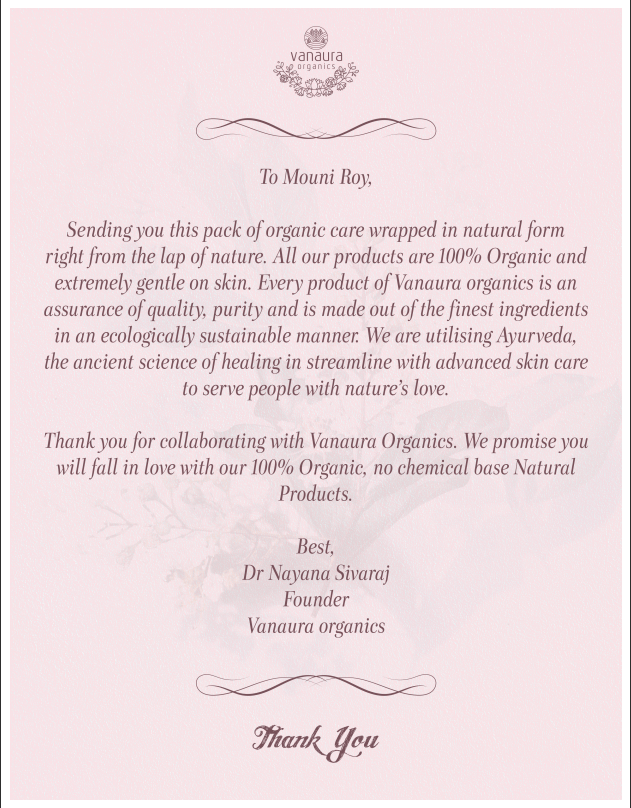 vanaura
organics
To Mouni Roy,
Sending you this pack of organic care wrapped in natural form
right from the lap of nature. All our products are 100% Organic and
extremely gentle on skin. Every product of Vanaura organics is an
assurance of quality, purity and is made out of the finest ingredients
in an ecologically sustainable manner. We are utilising Ayurveda,
the ancient science of healing in streamline with advanced skin care
to serve people with nature's love.
Thank you for collaborating with Vanaura Organics. We promise you
will fall in love with our 100% Organic, no chemical base Natural
Products.
Best,
Dr Nayana Sivaraj
Founder
Vanaura organics
Thank You